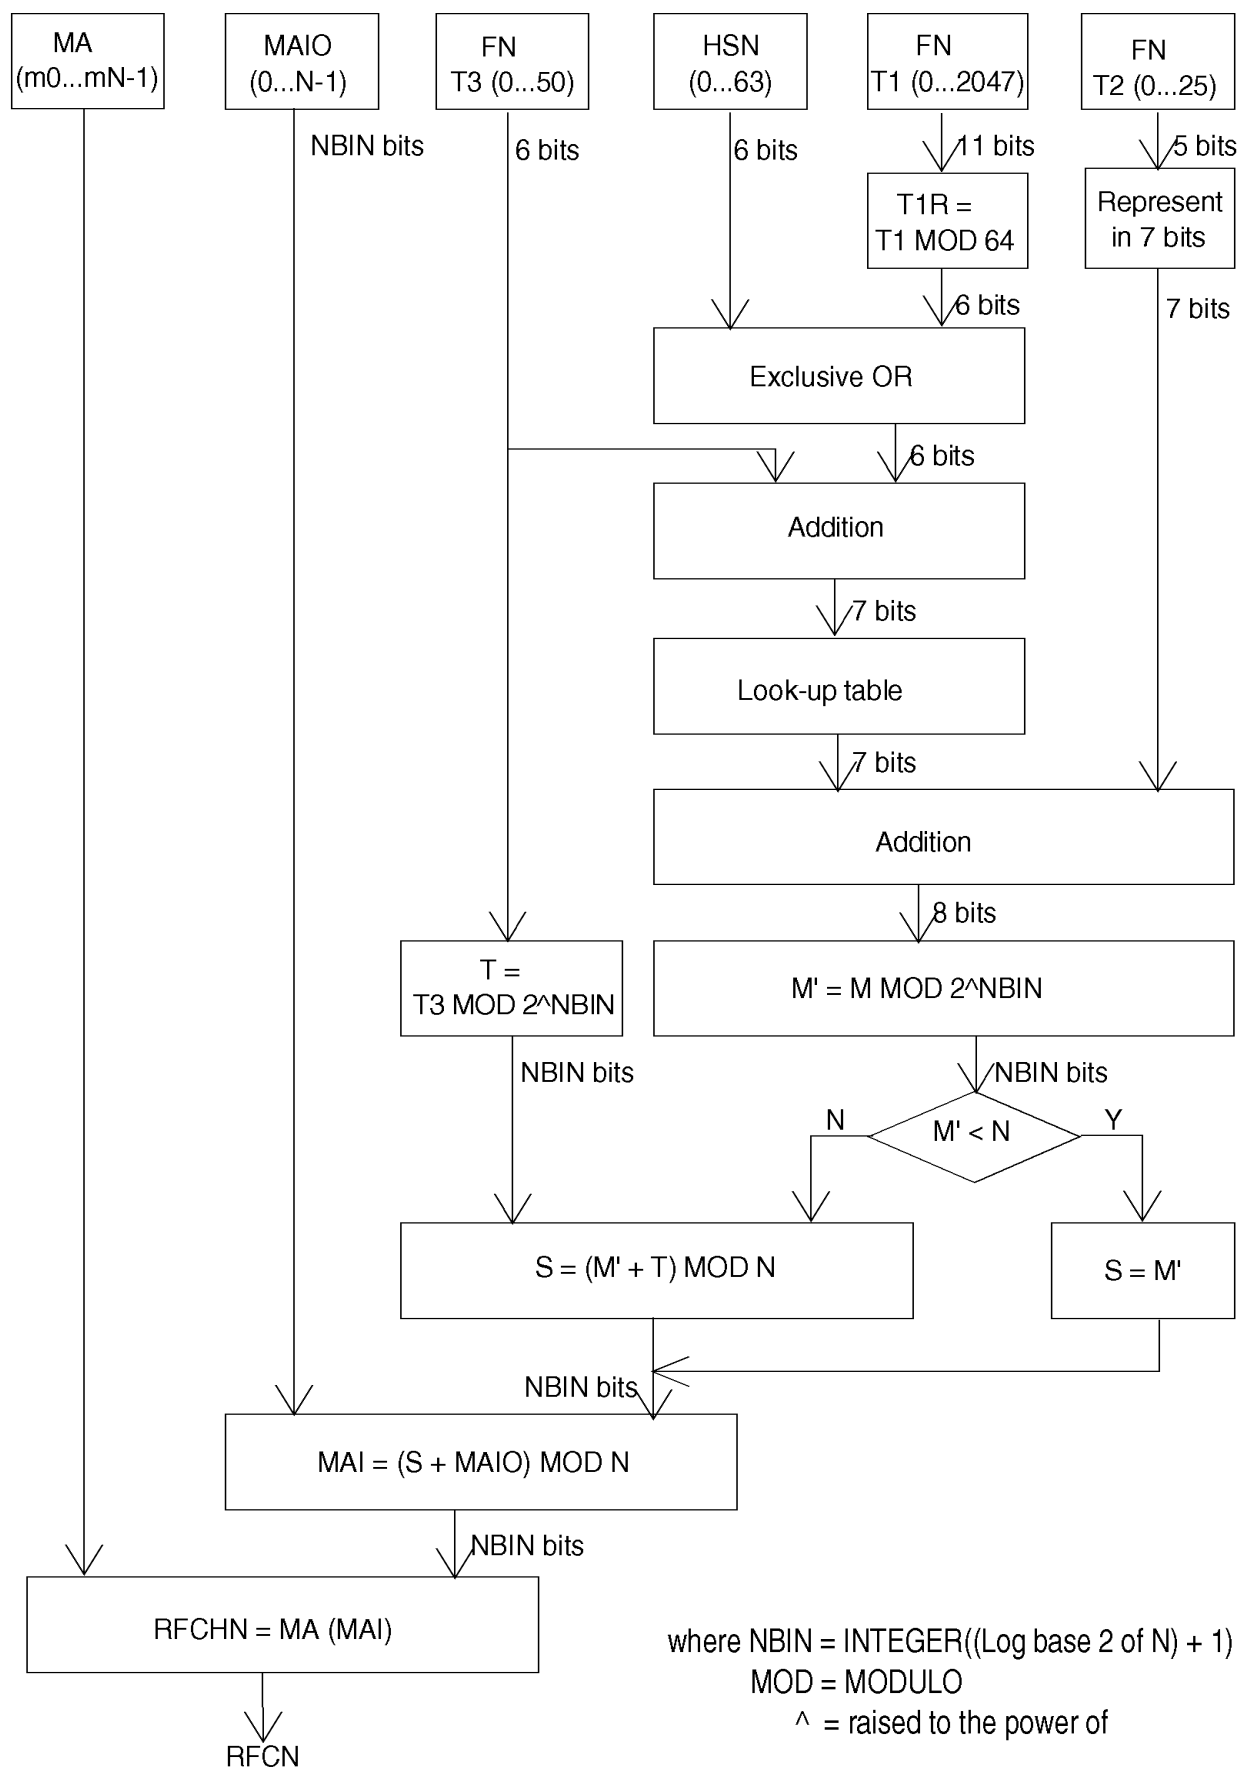 MA
(m0...mN-1)
MAIO
(0...N-1)
FN
T3 (0...50)
HSN
(0...63)
FN
T1 (0...2047)
FN
T2 (0...25)
NBIN bits
6 bits
6 bits
11 bits
5 bits
T1R =
T1 MOD 64
Represent
in 7 bits
6 bits
7 bits
Exclusive OR
6 bits
Addition
7 bits
Look-up table
7 bits
Addition
8 bits
T =
T3 MOD 2^NBIN
M' = M MOD 2^NBIN
NBIN bits
NBIN bits
N
M' < N
Y
S = (M' + T) MOD N
S = M'
NBIN bits
MAI = (S + MAIO) MOD N
NBIN bits
RFCHN = MA (MAI)
where NBIN = INTEGER((Log base 2 of N) + 1)
MOD = MODULO
^ = raised to the power of
RFCN